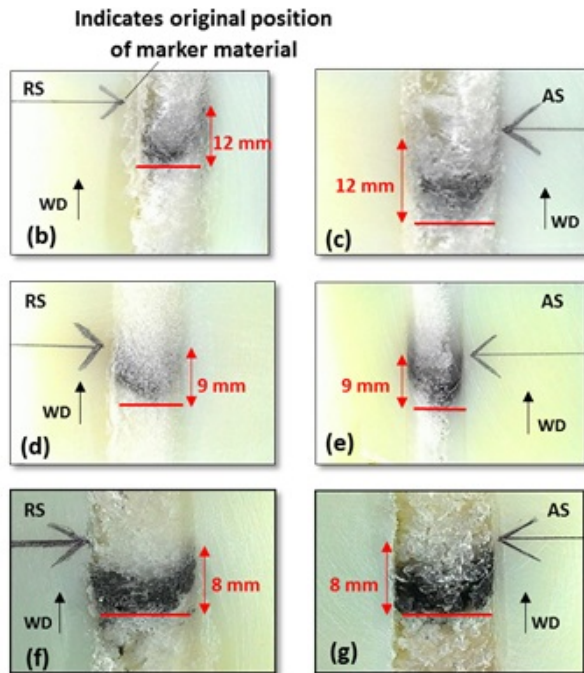 Indicates original position
of marker material
RS
12 mm
WD
(b)
AS
12 mm
WD
(c)
RS
9 mm
WD
(d)
AS
9 mm
WD
(e)
RS
8 mm
WD
(f)
AS
8 mm
WD
(g)